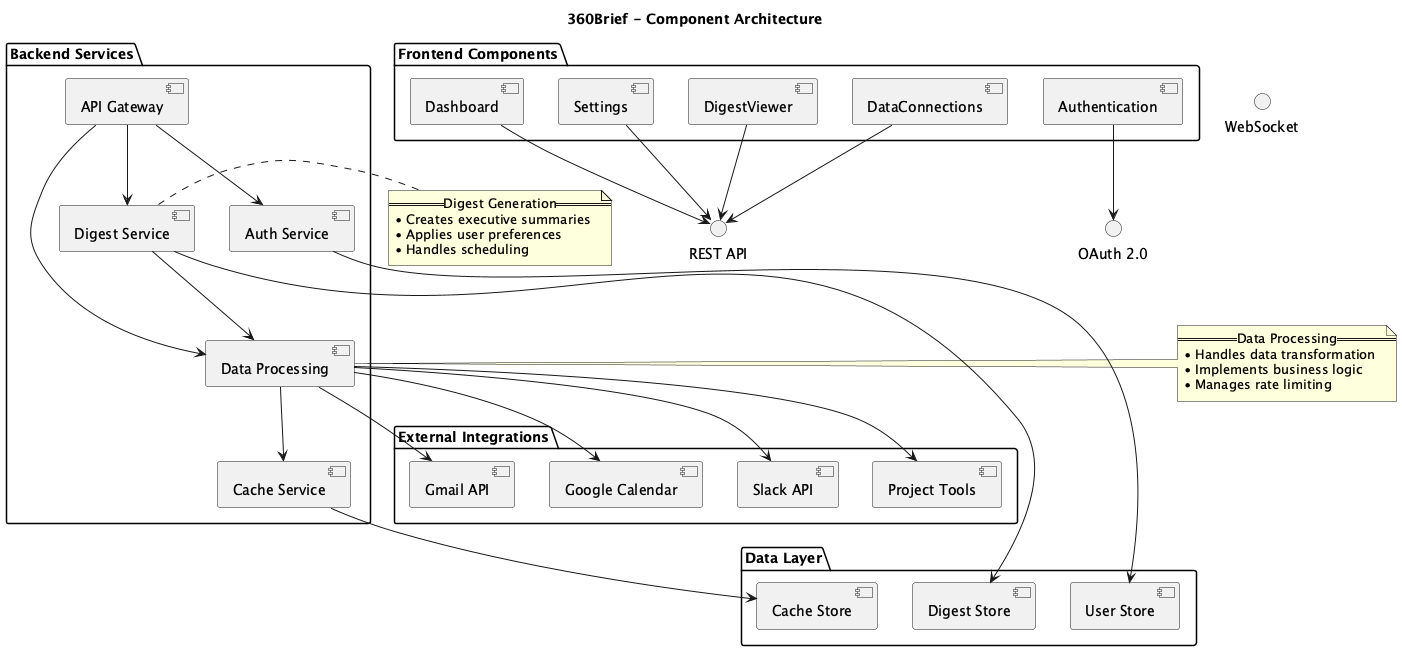 360Brief - Component Architecture
Backend Services
Frontend Components
API Gateway
Dashboard
Settings
DigestViewer
DataConnections
Authentication
WebSocket
Digest Service
Auth Service
Digest Generation
• Creates executive summaries
• Applies user preferences
• Handles scheduling
REST API
OAuth 2.0
Data Processing
Data Processing
• Handles data transformation
• Implements business logic
• Manages rate limiting
External Integrations
Cache Service
Gmail API
Google Calendar
Slack API
Project Tools
Data Layer
Cache Store
Digest Store
User Store